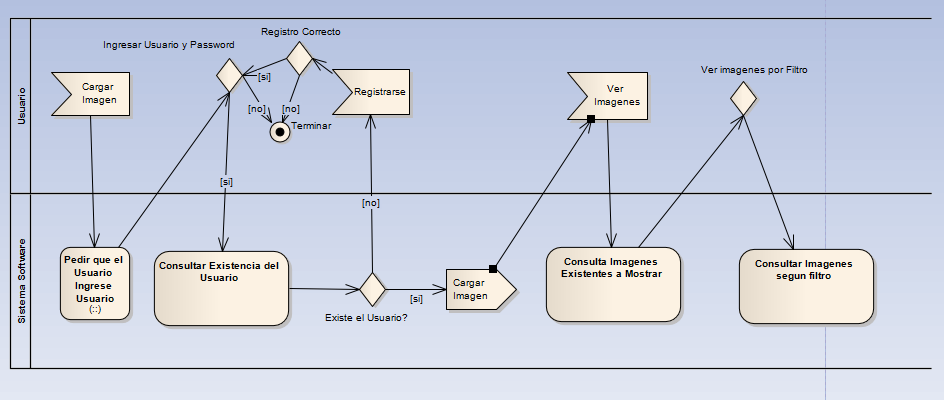 Usuario
Ingresar Usuario y Password
Registro Correcto
Cargar
Imagen
[si]
[no]
[no]
Terminar
Registrarse
Ver
Imagenes
Ver imagenes por Filtro
[si]
[no]
Sistema Software
Pedir que el
Usuario
Ingrese
Usuario
(::)
Consultar Existencia del
Usuario
Existe el Usuario?
[si]
Cargar
Imagen
Consulta Imagenes
Existentes a Mostrar
Consultar Imagenes
segun filtro